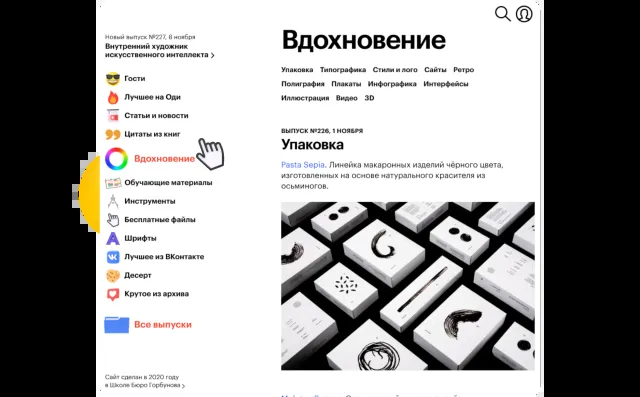 Новый выпуск №227, 8 ноября
Внутренний художник
искусственного интеллекта
Гости
Лучшее на Оди
Статьи и новости
Цитаты из книг
Вдохновение
Обучающие материалы
Инструменты
Бесплатные файлы
Шрифты
Лучшее из ВКонтакте
Десерт
Крутое из архива
Все выпуски
Сайт сделан в 2020 году
в Школе Бюро Горбунова
Вдохновение
Упаковка Типографика Стили и лого Сайты Ретро
Полиграфия Плакаты Инфографика Интерфейсы
Иллюстрация Видео 3D
ВЫПУСК №226, 1 НОЯБРЯ
Упаковка
Pasta Sepia. Линейка макаронных изделий чёрного цвета,
изготовленных на основе натурального красителя из
осьминогов.